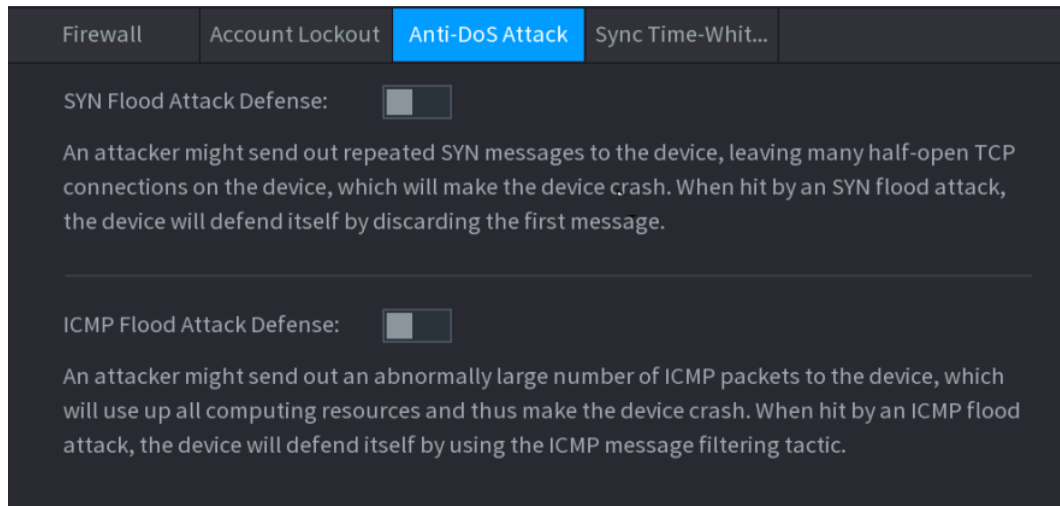 Firewall
Account Lockout
Anti-DoS Attack
Sync Time-Whit...
SYN Flood Attack Defense:
An attacker might send out repeated SYN messages to the device, leaving many half-open TCP
connections on the device, which will make the device crash. When hit by an SYN flood attack,
the device will defend itself by discarding the first message.
ICMP Flood Attack Defense:
An attacker might send out an abnormally large number of ICMP packets to the device, which
will use up all computing resources and thus make the device crash. When hit by an ICMP flood
attack, the device will defend itself by using the ICMP message filtering tactic.